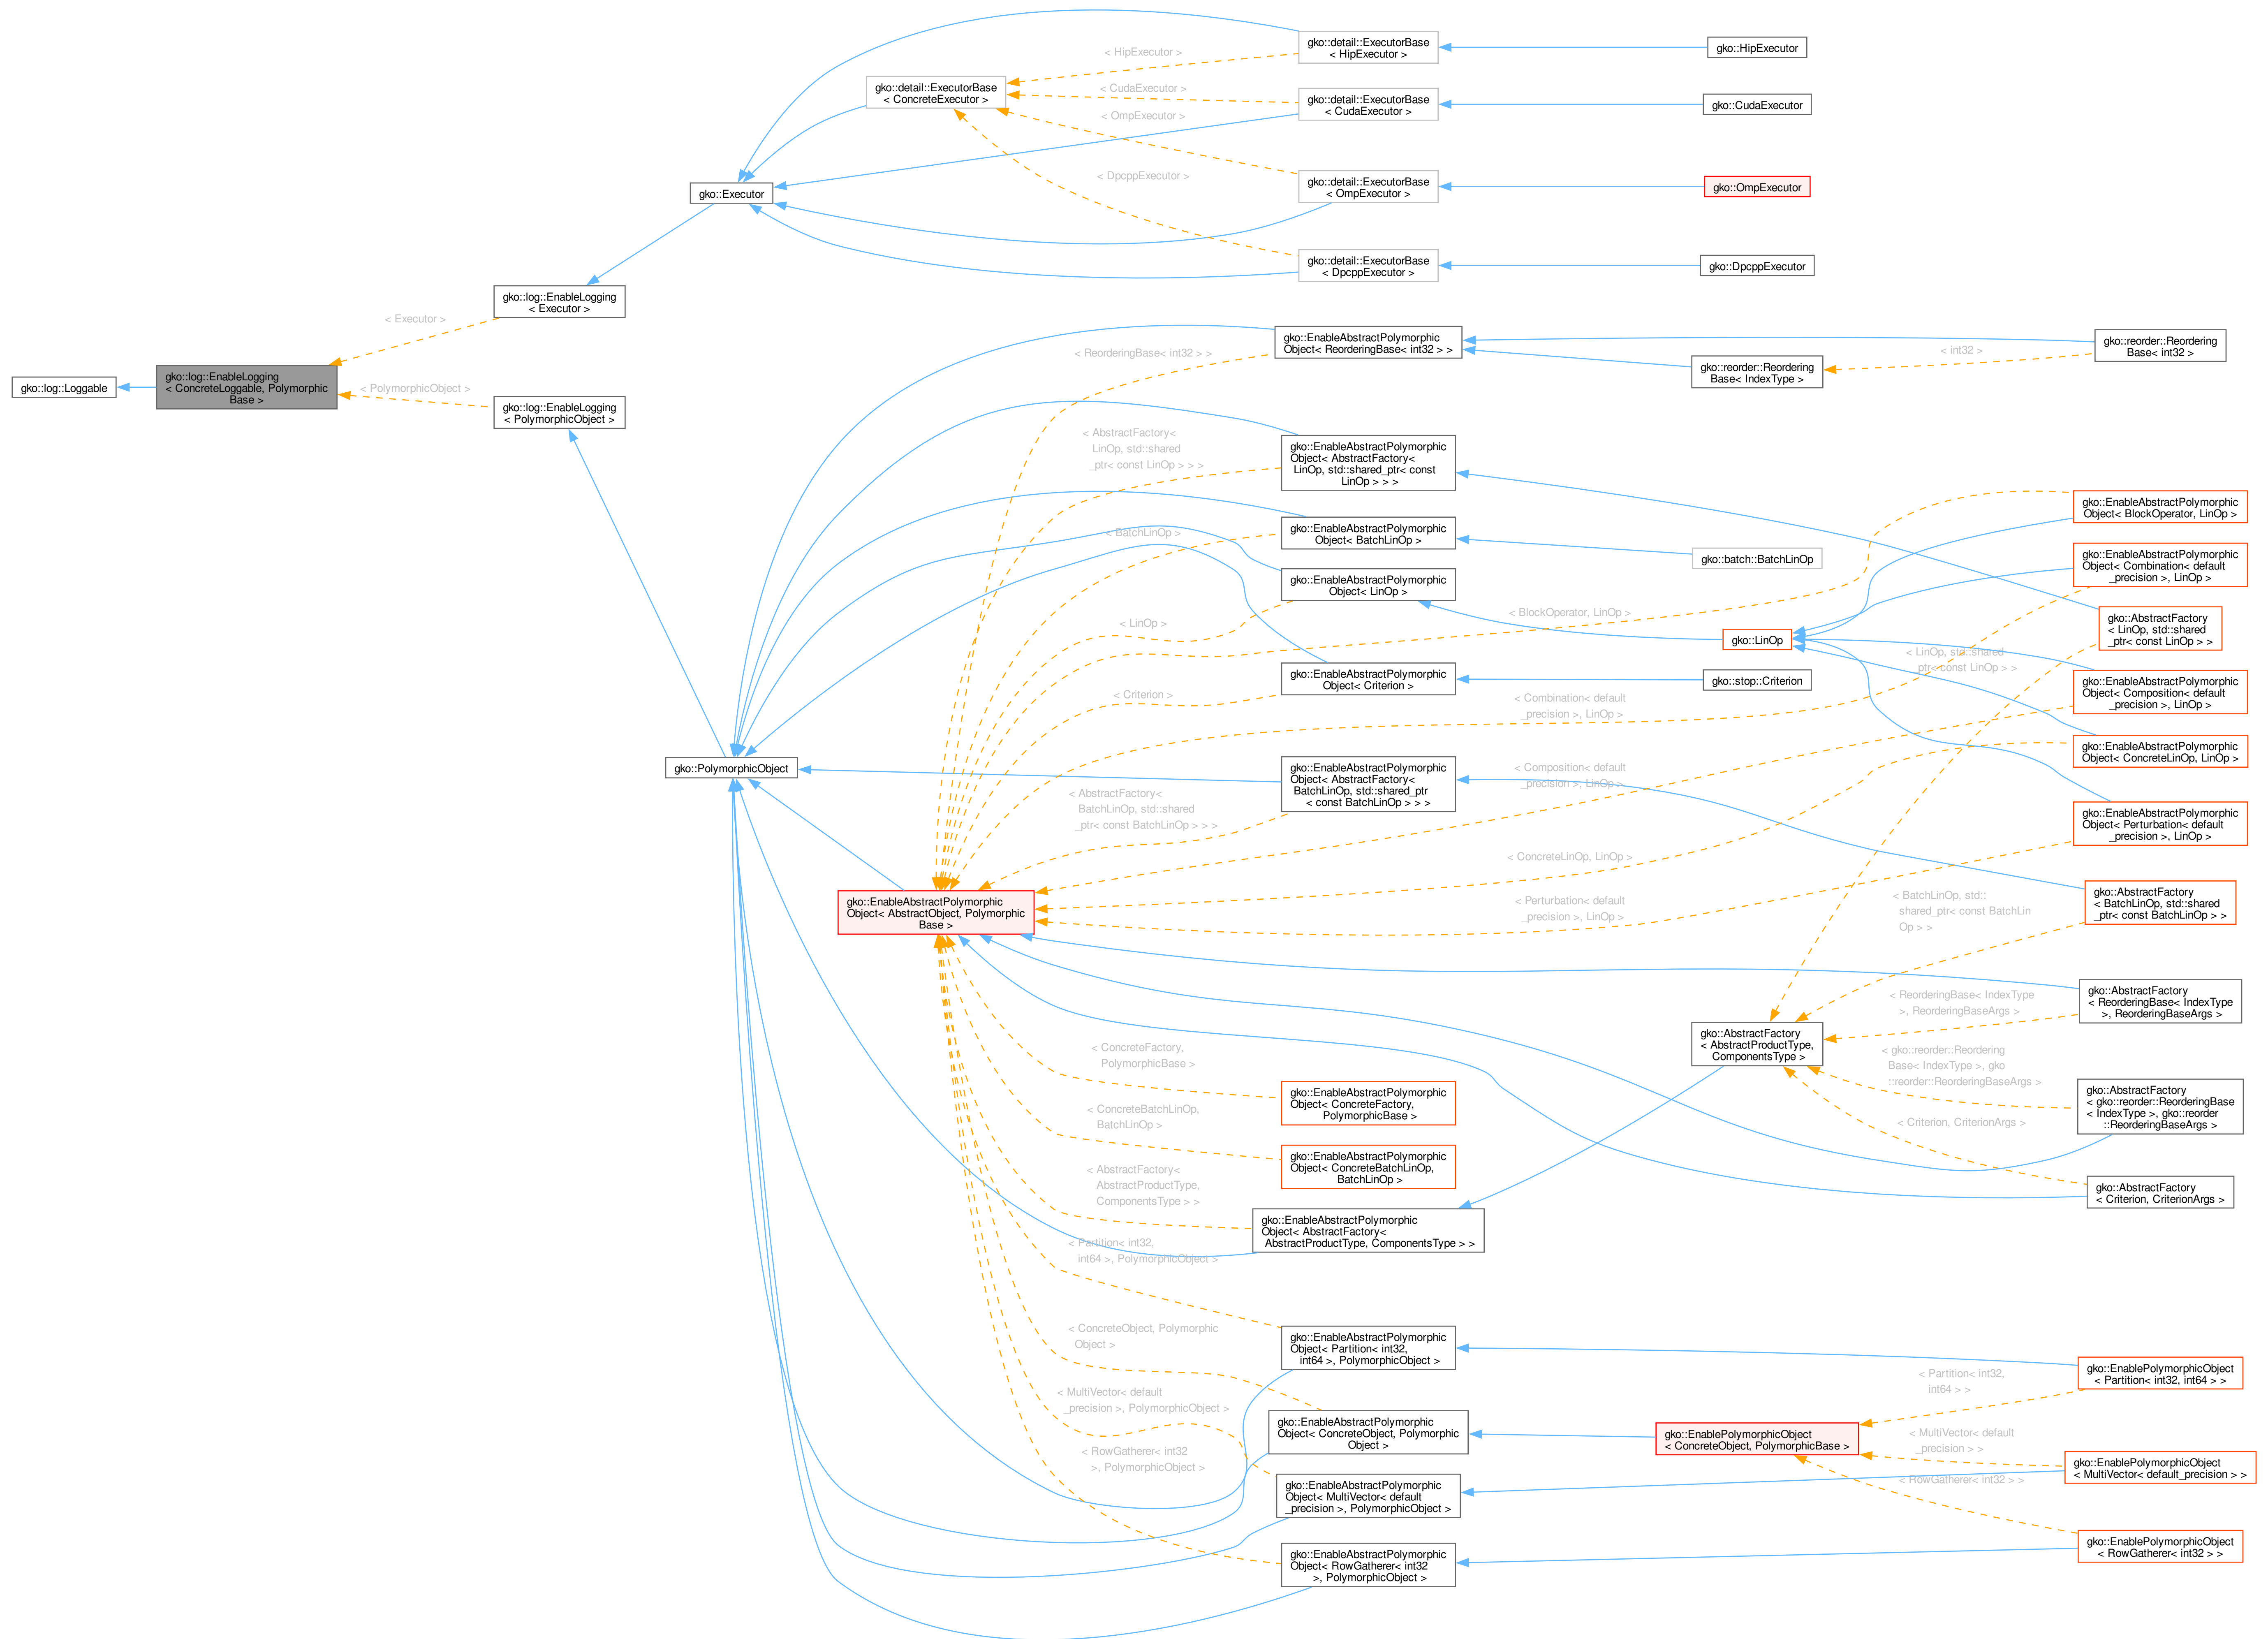 gko::log::Loggable
gko::log::EnableLogging
< ConcreteLoggable, Polymorphic
Base >
< Executor >
< PolymorphicObject >
gko::log::EnableLogging
< Executor >
gko::log::EnableLogging
< PolymorphicObject >
gko::Executor
gko::PolymorphicObject
gko::detail::ExecutorBase
< ConcreteExecutor >
< HipExecutor >
< CudaExecutor >
< OmpExecutor >
< DpcppExecutor >
gko::detail::ExecutorBase
< HipExecutor >
gko::detail::ExecutorBase
< CudaExecutor >
gko::detail::ExecutorBase
< OmpExecutor >
gko::detail::ExecutorBase
< DpcppExecutor >
gko::HipExecutor
gko::CudaExecutor
gko::OmpExecutor
gko::DpcppExecutor
gko::EnableAbstractPolymorphic
Object< AbstractObject, Polymorphic
Base >
< ReorderingBase< int32 > >
< AbstractFactory<
LinOp, std::shared
_ptr< const LinOp > > >
< BatchLinOp >
< LinOp >
< Criterion >
< AbstractFactory<
BatchLinOp, std::shared
_ptr< const BatchLinOp > > >
< ConcreteFactory,
PolymorphicBase >
< ConcreteBatchLinOp,
BatchLinOp >
< AbstractFactory<
AbstractProductType,
ComponentsType > >
< Partition< int32,
int64 >, PolymorphicObject >
< ConcreteObject, Polymorphic
Object >
< MultiVector< default
_precision >, PolymorphicObject >
< RowGatherer< int32
>, PolymorphicObject >
gko::EnableAbstractPolymorphic
Object< ReorderingBase< int32 > >
gko::EnableAbstractPolymorphic
Object< AbstractFactory<
LinOp, std::shared_ptr< const
LinOp > > >
gko::EnableAbstractPolymorphic
Object< BatchLinOp >
gko::EnableAbstractPolymorphic
Object< LinOp >
gko::EnableAbstractPolymorphic
Object< Criterion >
gko::EnableAbstractPolymorphic
Object< AbstractFactory<
BatchLinOp, std::shared_ptr
< const BatchLinOp > > >
gko::EnableAbstractPolymorphic
Object< ConcreteFactory,
PolymorphicBase >
gko::EnableAbstractPolymorphic
Object< ConcreteBatchLinOp,
BatchLinOp >
gko::EnableAbstractPolymorphic
Object< AbstractFactory<
AbstractProductType, ComponentsType > >
gko::EnableAbstractPolymorphic
Object< Partition< int32,
int64 >, PolymorphicObject >
gko::EnableAbstractPolymorphic
Object< ConcreteObject, Polymorphic
Object >
gko::EnableAbstractPolymorphic
Object< MultiVector< default
_precision >, PolymorphicObject >
gko::EnableAbstractPolymorphic
Object< RowGatherer< int32
>, PolymorphicObject >
< BlockOperator, LinOp >
< Combination< default
_precision >, LinOp >
< Composition< default
_precision >, LinOp >
< ConcreteLinOp, LinOp >
< Perturbation< default
_precision >, LinOp >
gko::reorder::Reordering
Base< IndexType >
gko::batch::BatchLinOp
gko::LinOp
gko::stop::Criterion
gko::AbstractFactory
< AbstractProductType,
ComponentsType >
gko::EnablePolymorphicObject
< ConcreteObject, PolymorphicBase >
< int32 >
< LinOp, std::shared
_ptr< const LinOp > >
< BatchLinOp, std::
shared_ptr< const BatchLin
Op > >
< ReorderingBase< IndexType
>, ReorderingBaseArgs >
< gko::reorder::Reordering
Base< IndexType >, gko
::reorder::ReorderingBaseArgs >
< Criterion, CriterionArgs >
< Partition< int32,
int64 > >
< MultiVector< default
_precision > >
< RowGatherer< int32 > >
gko::reorder::Reordering
Base< int32 >
gko::EnableAbstractPolymorphic
Object< BlockOperator, LinOp >
gko::EnableAbstractPolymorphic
Object< Combination< default
_precision >, LinOp >
gko::AbstractFactory
< LinOp, std::shared
_ptr< const LinOp > >
gko::EnableAbstractPolymorphic
Object< Composition< default
_precision >, LinOp >
gko::EnableAbstractPolymorphic
Object< ConcreteLinOp, LinOp >
gko::EnableAbstractPolymorphic
Object< Perturbation< default
_precision >, LinOp >
gko::AbstractFactory
< BatchLinOp, std::shared
_ptr< const BatchLinOp > >
gko::AbstractFactory
< ReorderingBase< IndexType
>, ReorderingBaseArgs >
gko::AbstractFactory
< gko::reorder::ReorderingBase
< IndexType >, gko::reorder
::ReorderingBaseArgs >
gko::AbstractFactory
< Criterion, CriterionArgs >
gko::EnablePolymorphicObject
< Partition< int32, int64 > >
gko::EnablePolymorphicObject
< MultiVector< default_precision > >
gko::EnablePolymorphicObject
< RowGatherer< int32 > >